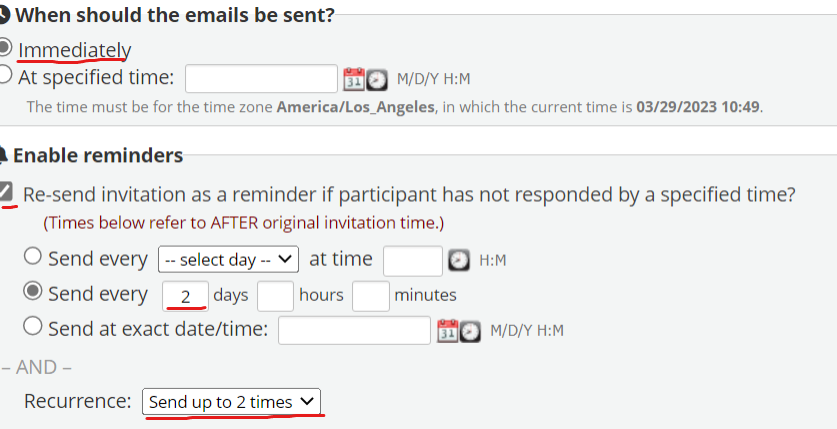 When should the emails be sent?
Immediately
At specified time: 31 M/D/Y H:M
The time must be for the time zone America/Los_Angeles, in which the current time is 03/29/2023 10:49.
Enable reminders
Re-send invitation as a reminder if participant has not responded by a specified time?
(Times below refer to AFTER original invitation time.)
Send every -- select day -- at time H:M
Send every 2 days hours minutes
Send at exact date/time: 31 M/D/Y H:M
– AND –
Recurrence: Send up to 2 times